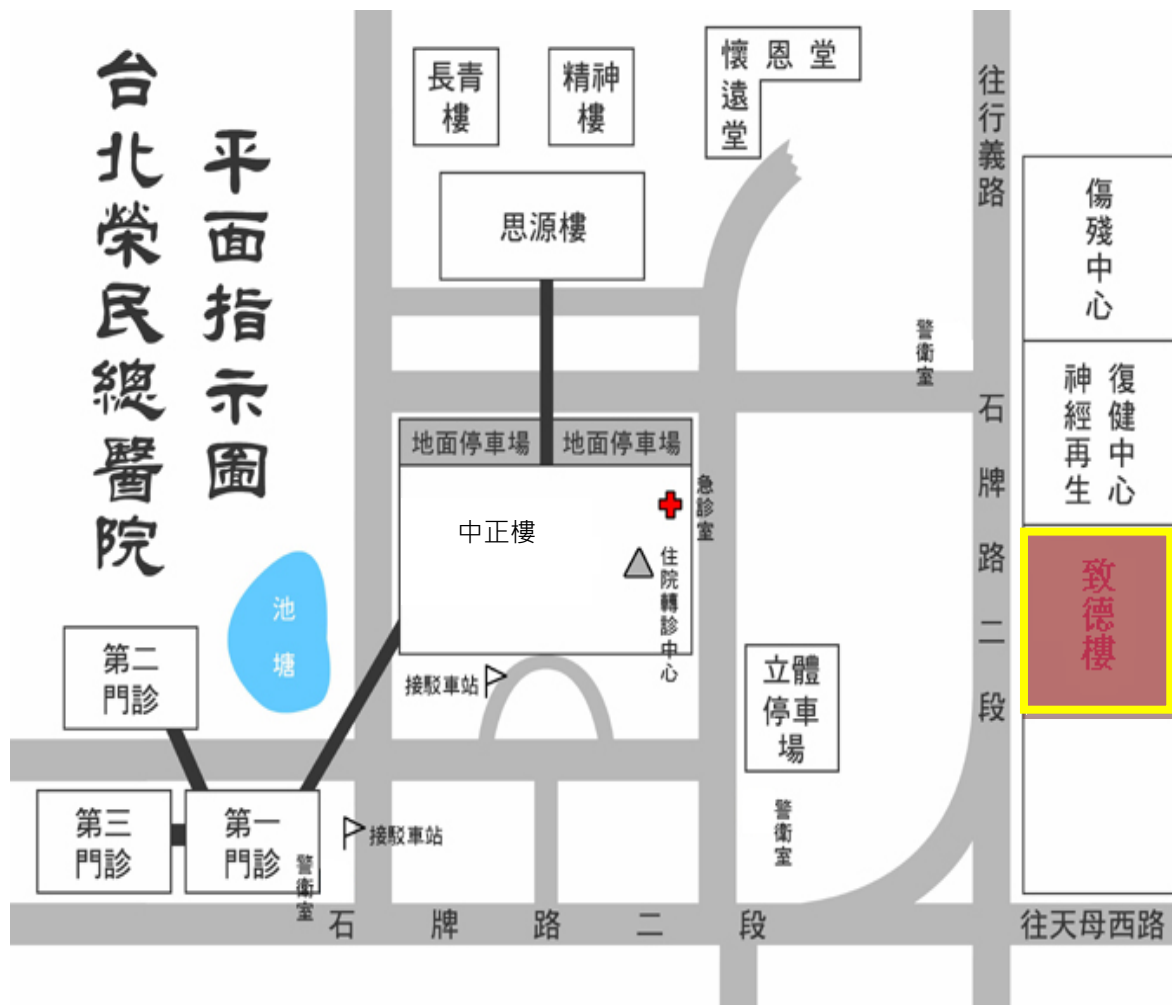 台北榮民總醫院
平面指示圖
長青
樓
精神
樓
懷恩堂
遠
堂
思源樓
往行義路
傷殘中心
警衛室
復健中心
神經再生
地面停車場
地面停車場
急診室
中正樓
住院轉診中心
石牌路二段
致德樓
池塘
第二
門診
接駁車站
立體
停車
場
第三
門診
第一
門診
接駁車站
警衛室
警衛室
石牌路二段
往天母西路